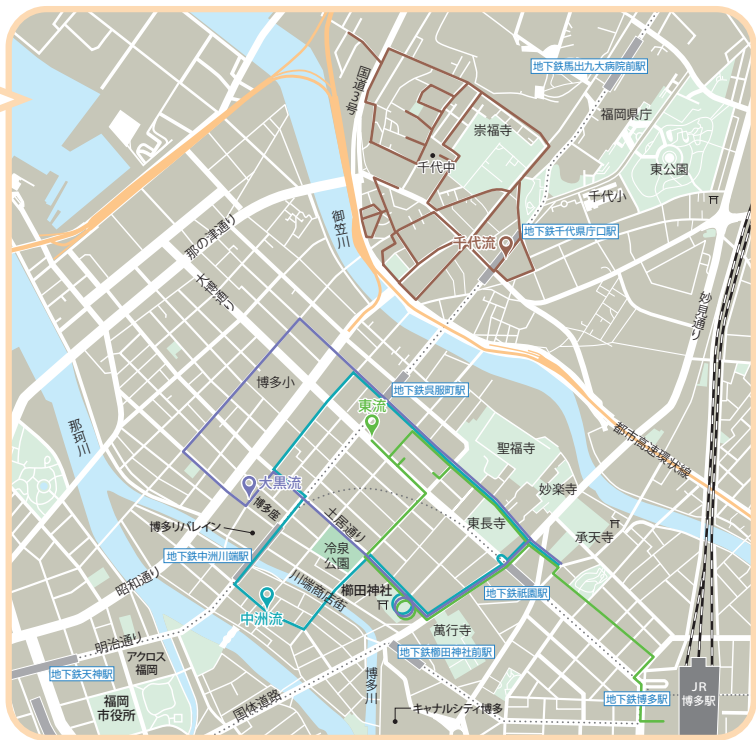 地下鉄馬出九大病院前駅
国道3号
福岡県庁
崇福寺
東公園
千代中
千代小
御笠川
地下鉄千代県庁口駅
千代流
那の津通り
大博通り
妙見通り
博多小
地下鉄呉服町駅
東流
都市高速環状線
那珂川
聖福寺
大黒流
妙楽寺
博多座
土居通り
東長寺
博多リバレイン
承天寺
冷泉
公園
地下鉄中洲川端駅
昭和通り
川端商店街
櫛田神社
地下鉄祇園駅
中洲流
萬行寺
明治通り
地下鉄櫛田神社前駅
アクロス
福岡
地下鉄天神駅
博多川
JR
博多駅
地下鉄博多駅
福岡
市役所
国体道路
キャナルシティ博多